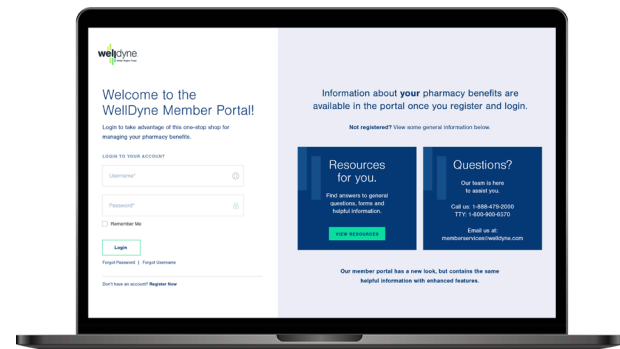 welldyne.
Welcome to the
WellDyne Member Portal!
Login to take advantage of this one-stop shop for
managing your pharmacy benefits.
LOGIN TO YOUR ACCOUNT
Username*
Password*
Remember Me
Login
Forgot Password | Forgot Username
Don't have an account? Register Now
Information about your pharmacy benefits are
available in the portal once you register and login.
Not registered? View some general information below.
Resources
for you.
Find answers to general
questions, forms and
helpful information.
VIEW RESOURCES
Questions?
Our team is here
to assist you.
Call us: 1-888-479-2000
TTY: 1-800-900-6570
Email us at:
memberservices@welldyne.com
Our member portal has a new look, but contains the same
helpful information with enhanced features.